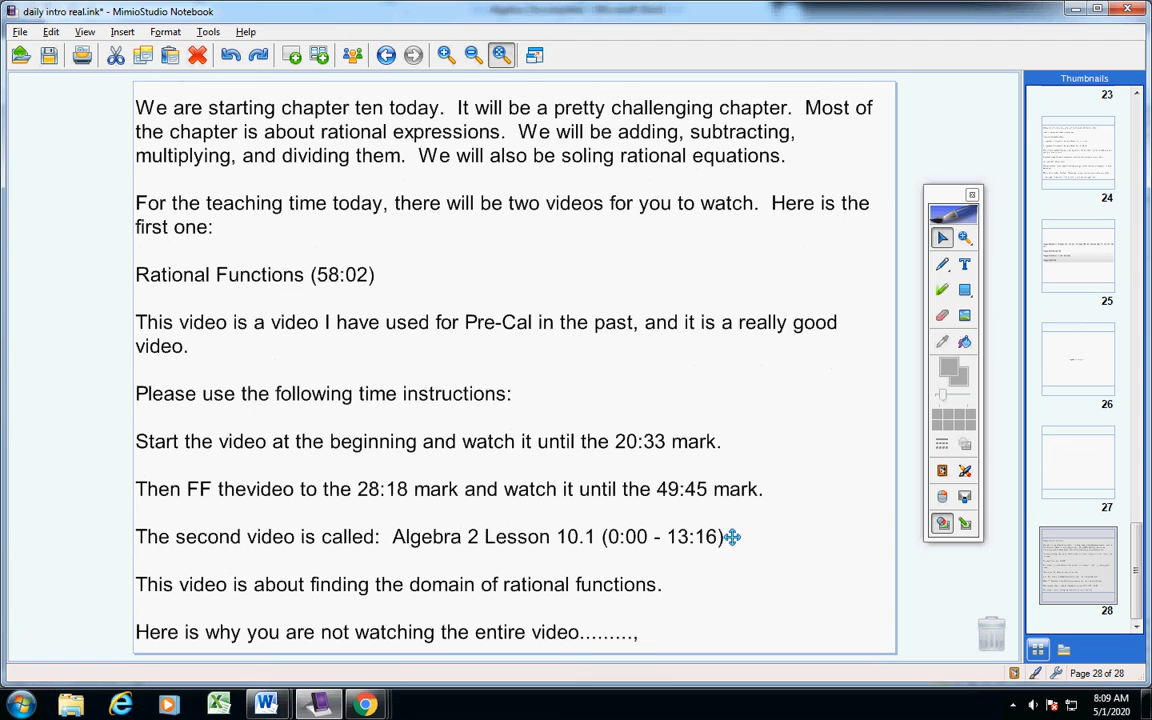 daily intro real.ink* - MimioStudio Notebook
File Edit View Insert Format Tools Help
We are starting chapter ten today.  It will be a pretty challenging chapter.  Most of
the chapter is about rational expressions.  We will be adding, subtracting,
multiplying, and dividing them.  We will also be soling rational equations.
For the teaching time today, there will be two videos for you to watch.  Here is the
first one:
Rational Functions (58:02)
This video is a video I have used for Pre-Cal in the past, and it is a really good
video.
Please use the following time instructions:
Start the video at the beginning and watch it until the 20:33 mark.
Then FF thevideo to the 28:18 mark and watch it until the 49:45 mark.
The second video is called:  Algebra 2 Lesson 10.1 (0:00 - 13:16)
This video is about finding the domain of rational functions.
Here is why you are not watching the entire video.........,
Thumbnails
23
24
25
26
27
28
Page 28 of 28
8:09 AM
5/1/2020